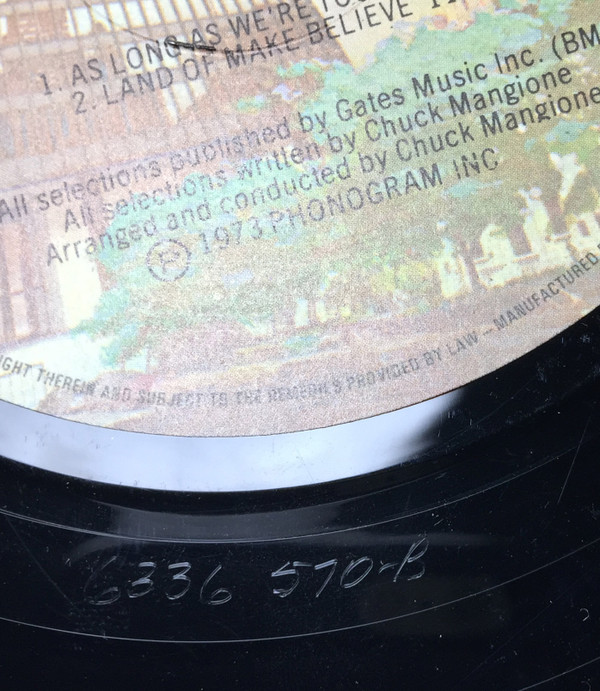 1. AS LONG AS WE'RE
2. LAND OF MAKE BELIEVE
All selections published by Gates Music Inc. (BM
All selections written by Chuck Mangione
Arranged and conducted by Chuck Mangione
Ⓟ 1973 PHONOGRAM INC
GHT THEREIN AND SUBJECT TO THE REMEDIES PROVIDED BY LAW – MANUFACTURED
6336 570-B